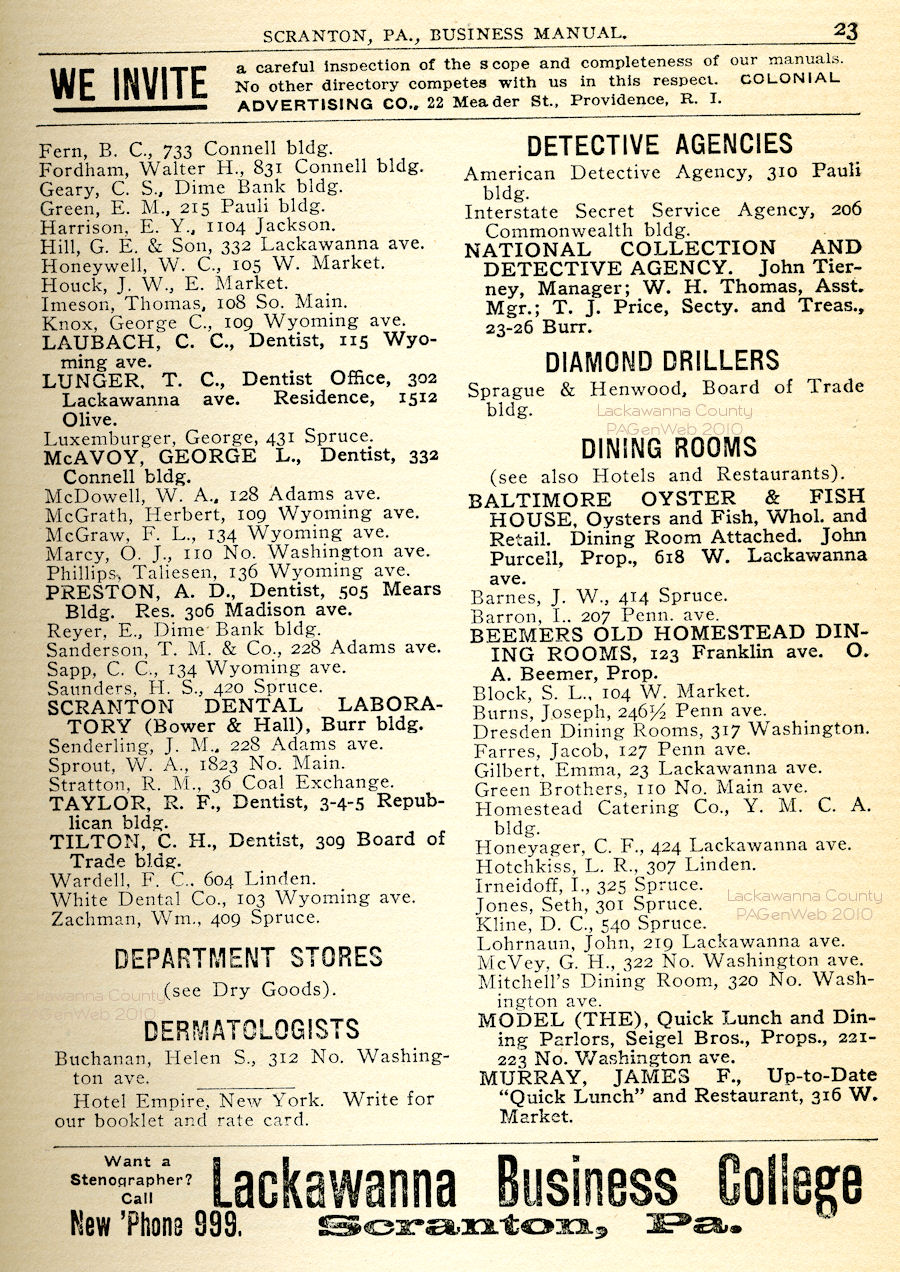 SCRANTON, PA., BUSINESS MANUAL. 23
WE INVITE
a careful inspection of the scope and completeness of our manuals.
No other directory competes with us in this respect. COLONIAL
ADVERTISING CO., 22 Meader St., Providence, R. I.
Fern, B. C., 733 Connell bldg.
Fordham, Walter H., 831 Connell bldg.
Geary, C. S., Dime Bank bldg.
Green, E. M., 215 Pauli bldg.
Harrison, E. Y., 1104 Jackson.
Hill, G. E. & Son, 332 Lackawanna ave.
Honeywell, W. C., 105 W. Market.
Houck, J. W., E. Market.
Imeson, Thomas, 108 So. Main.
Knox, George C., 109 Wyoming ave.
LAUBACH, C. C., Dentist, 115 Wyo-
ming ave.
LUNGER, T. C., Dentist Office, 302
Lackawanna ave. Residence, 1512
Olive.
Luxemburger, George, 431 Spruce.
McAVOY, GEORGE L., Dentist, 332
Connell bldg.
McDowell, W. A., 128 Adams ave.
McGrath, Herbert, 109 Wyoming ave.
McGraw, F. L., 134 Wyoming ave.
Marcy, O. J., 110 No. Washington ave.
Phillips, Taliesen, 136 Wyoming ave.
PRESTON, A. D., Dentist, 505 Mears
Bldg. Res. 306 Madison ave.
Reyer, E., Dime Bank bldg.
Sanderson, T. M. & Co., 228 Adams ave.
Sapp, C. C., 134 Wyoming ave.
Saunders, H. S., 420 Spruce.
SCRANTON DENTAL LABORA-
TORY (Bower & Hall), Burr bldg.
Senderling, J. M., 228 Adams ave.
Sprout, W. A., 1823 No. Main.
Stratton, R. M., 36 Coal Exchange.
TAYLOR, R. F., Dentist, 3-4-5 Repub-
lican bldg.
TILTON, C. H., Dentist, 309 Board of
Trade bldg.
Wardell, F. C., 604 Linden.
White Dental Co., 103 Wyoming ave.
Zachman, Wm., 409 Spruce.
DEPARTMENT STORES
(see Dry Goods).
DERMATOLOGISTS
Buchanan, Helen S., 312 No. Washing-
ton ave.
Hotel Empire, New York. Write for
our booklet and rate card.
DETECTIVE AGENCIES
American Detective Agency, 310 Pauli
bldg.
Interstate Secret Service Agency, 206
Commonwealth bldg.
NATIONAL COLLECTION AND
DETECTIVE AGENCY. John Tier-
ney, Manager; W. H. Thomas, Asst.
Mgr.; T. J. Price, Secty. and Treas.,
23-26 Burr.
DIAMOND DRILLERS
Sprague & Henwood, Board of Trade
bldg.
Lackawanna County
PAGenWeb 2010
DINING ROOMS
(see also Hotels and Restaurants).
BALTIMORE OYSTER & FISH
HOUSE, Oysters and Fish, Whol. and
Retail. Dining Room Attached. John
Purcell, Prop., 618 W. Lackawanna
ave.
Barnes, J. W., 414 Spruce.
Barron, I.. 207 Penn. ave.
BEEMERS OLD HOMESTEAD DIN-
ING ROOMS, 123 Franklin ave. O.
A. Beemer, Prop.
Block, S. L., 104 W. Market.
Burns, Joseph, 246½ Penn ave.
Dresden Dining Rooms, 317 Washington.
Farres, Jacob, 127 Penn ave.
Gilbert, Emma, 23 Lackawanna ave.
Green Brothers, 110 No. Main ave.
Homestead Catering Co., Y. M. C. A.
bldg.
Honeyager, C. F., 424 Lackawanna ave.
Hotchkiss, L. R., 307 Linden.
Irneidoff, I., 325 Spruce.
Jones, Seth, 301 Spruce.
Kline, D. C., 540 Spruce.
Lackawanna County
PAGenWeb 2010
Lohrnaun, John, 219 Lackawanna ave.
McVey, G. H., 322 No. Washington ave.
Mitchell's Dining Room, 320 No. Wash-
ington ave.
MODEL (THE), Quick Lunch and Din-
ing Parlors, Seigel Bros., Props., 221-
223 No. Washington ave.
MURRAY, JAMES F., Up-to-Date
"Quick Lunch" and Restaurant, 316 W.
Market.
Lackawanna County
PAGenWeb 2010
Want a
Stenographer?
Call
New 'Phone 999.
Lackawanna Business College
Scranton, Pa.